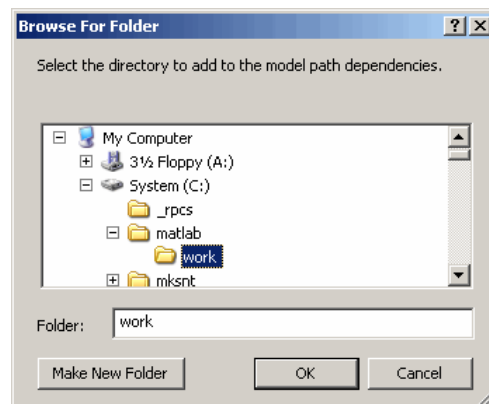 Browse For Folder
Select the directory to add to the model path dependencies.
My Computer
3½ Floppy (A:)
System (C:)
_rpcs
matlab
work
mksnt
Folder: work
Make New Folder OK Cancel